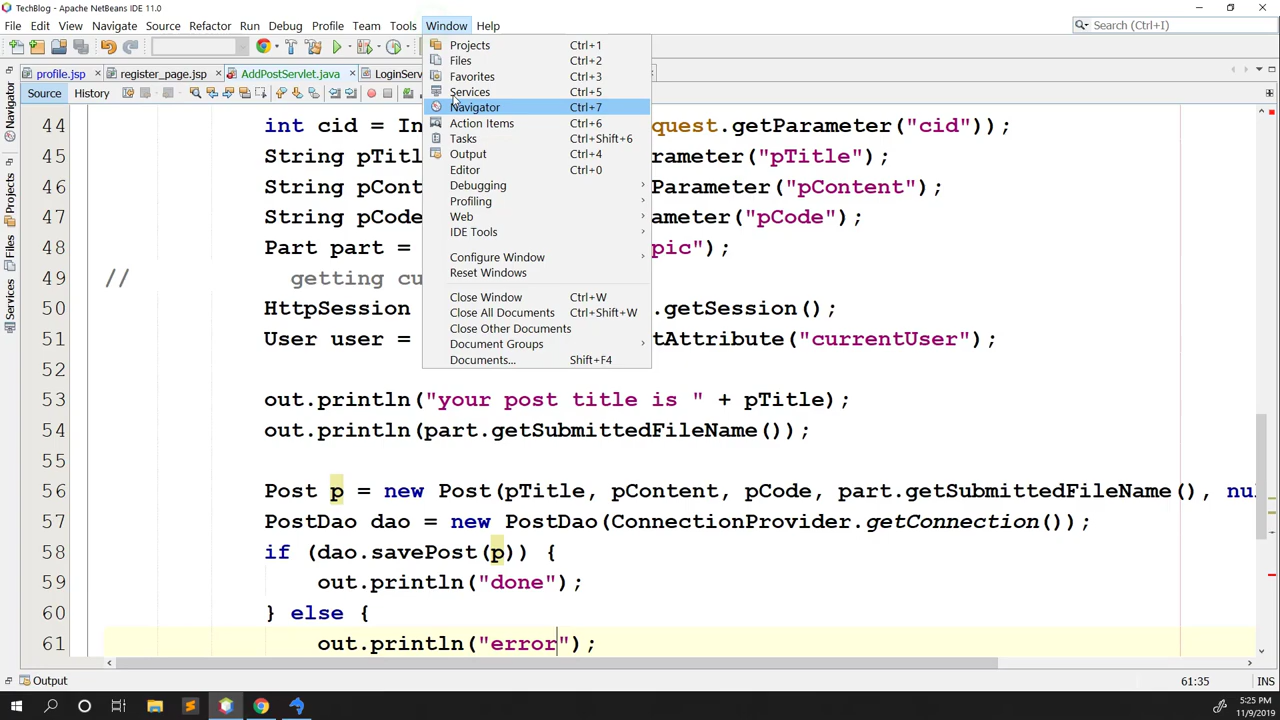 TechBlog - Apache NetBeans IDE 11.0
File Edit View Navigate Source Refactor Run Debug Profile Team Tools Window Help
Search (Ctrl+I)
profile.jsp register_page.jsp AddPostServlet.java LoginServ
Source History
Navigator
Projects
Files
Services
Projects Ctrl+1
Files Ctrl+2
Favorites Ctrl+3
Services Ctrl+5
Navigator Ctrl+7
Action Items Ctrl+6
Tasks Ctrl+Shift+6
Output Ctrl+4
Editor Ctrl+0
Debugging
Profiling
Web
IDE Tools
Configure Window
Reset Windows
Close Window Ctrl+W
Close All Documents Ctrl+Shift+W
Close Other Documents
Document Groups
Documents... Shift+F4
44 int cid = In quest.getParameter("cid"));
45 String pTitl rameter("pTitle");
46 String pCont Parameter("pContent");
47 String pCode ameter("pCode");
48 Part part = pic");
49 // getting cu
50 HttpSession .getSession();
51 User user = tAttribute("currentUser");
52
53 out.println("your post title is " + pTitle);
54 out.println(part.getSubmittedFileName());
55
56 Post p = new Post(pTitle, pContent, pCode, part.getSubmittedFileName(), nu
57 PostDao dao = new PostDao(ConnectionProvider.getConnection());
58 if (dao.savePost(p)) {
59 out.println("done");
60 } else {
61 out.println("error");
Output
61:35 INS
5:25 PM
11/9/2019